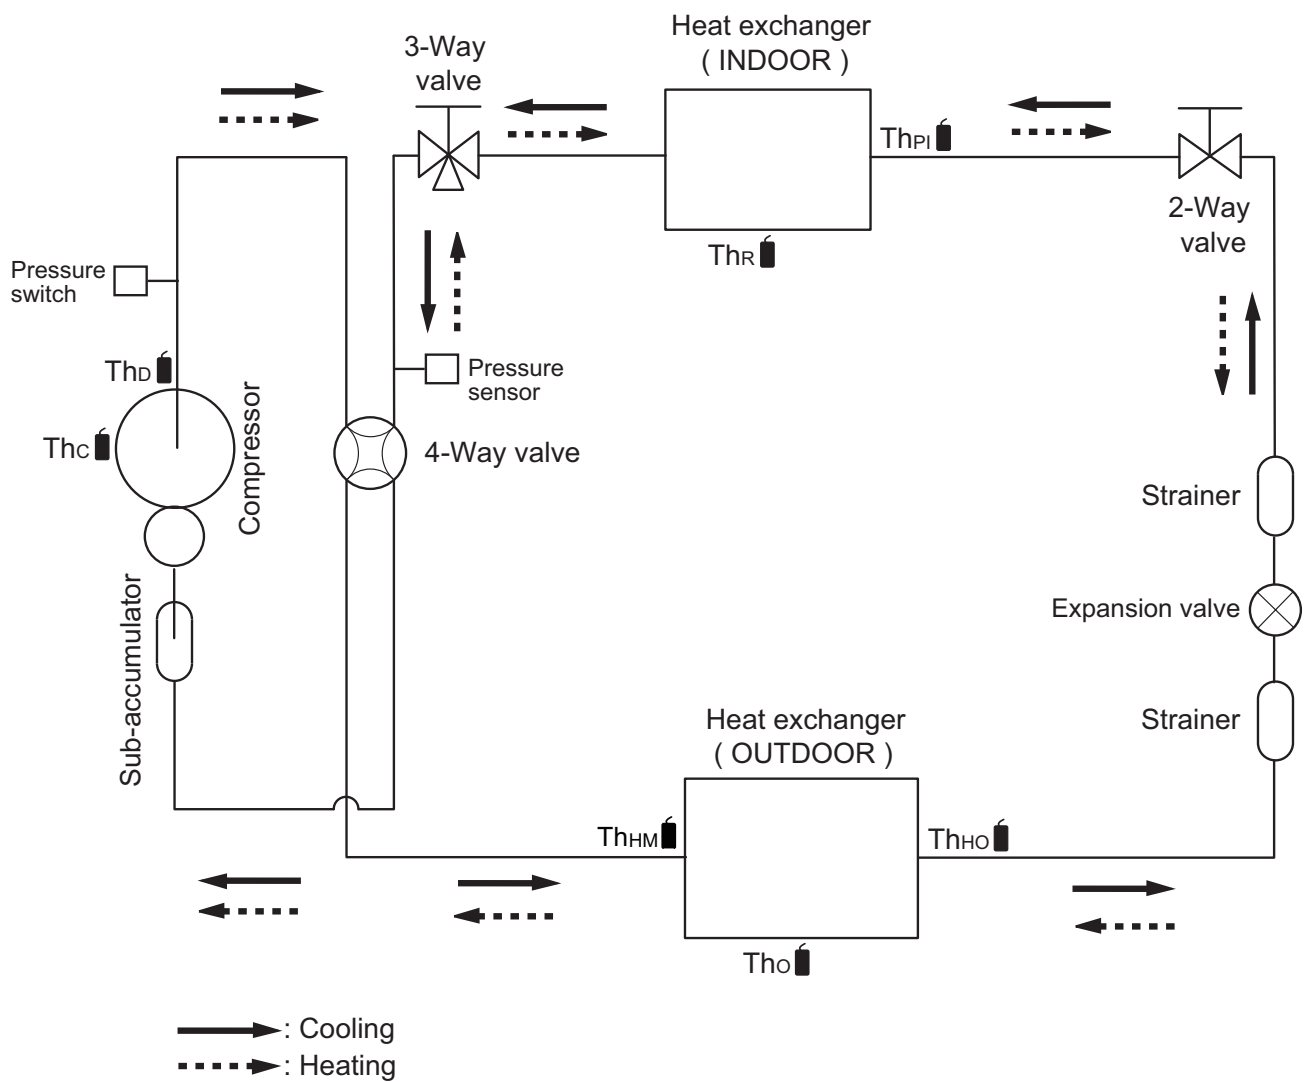 Heat exchanger
( INDOOR )
3-Way
valve
ThPI
2-Way
valve
ThR
Pressure
switch
ThD
Pressure
sensor
ThC
Compressor
4-Way valve
Strainer
Sub-accumulator
Expansion valve
Heat exchanger
( OUTDOOR )
Strainer
ThHM
ThHO
ThO
: Cooling
: Heating